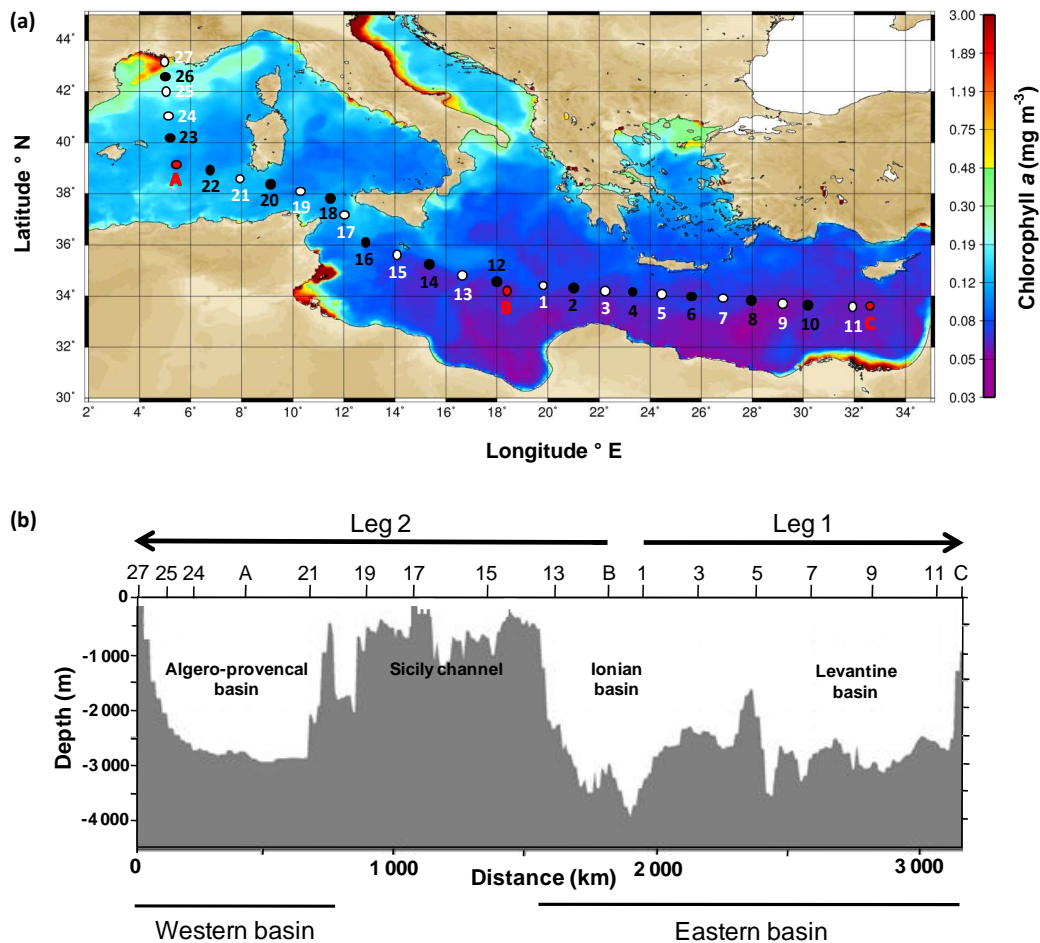 (a)
44
42
40
38
36
34
32
30
Latitude ° N
2° 4° 6° 8° 10° 12° 14° 16° 18° 20° 22° 24° 26° 28° 30° 32° 34°
Longitude ° E
27
26
25
24
23
A
22
21
20
19
18
17
16
15
14
13
12
B
1
2
3
4
5
6
7
8
9
10
11
C
3.00
1.89
1.19
0.75
0.48
0.30
0.19
0.12
0.08
0.05
0.03
Chlorophyll a (mg m⁻³)
(b)
Leg 2 Leg 1
27 25 24 A 21 19 17 15 13 B 1 3 5 7 9 11 C
0
-1 000
-2 000
-3 000
-4 000
Depth (m)
Algero-provencal
basin
Sicily channel
Ionian
basin
Levantine
basin
0 1 000 2 000 3 000
Distance (km)
Western basin Eastern basin